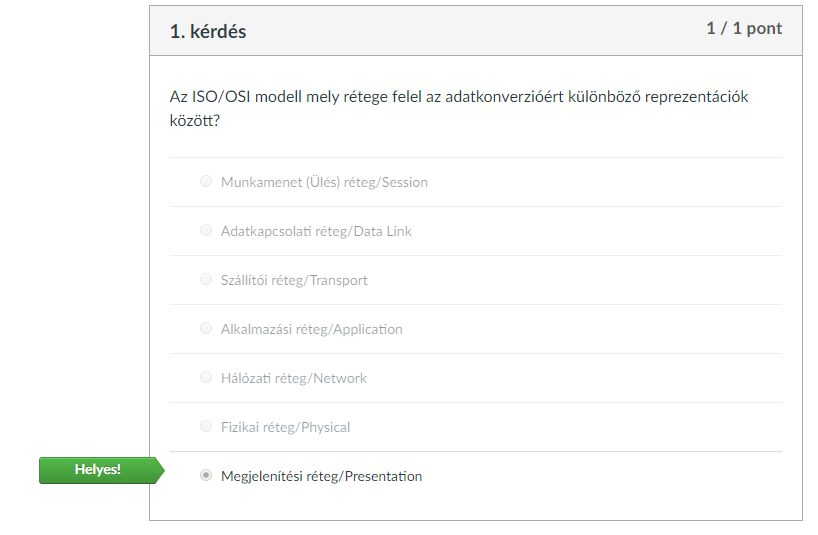 1. kérdés
1 / 1 pont
Az ISO/OSI modell mely rétege felel az adatkonverzióért különböző reprezentációk
között?
Munkamenet (Ülés) réteg/Session
Adatkapcsolati réteg/Data Link
Szállítói réteg/Transport
Alkalmazási réteg/Application
Hálózati réteg/Network
Fizikai réteg/Physical
Helyes!
Megjelenítési réteg/Presentation